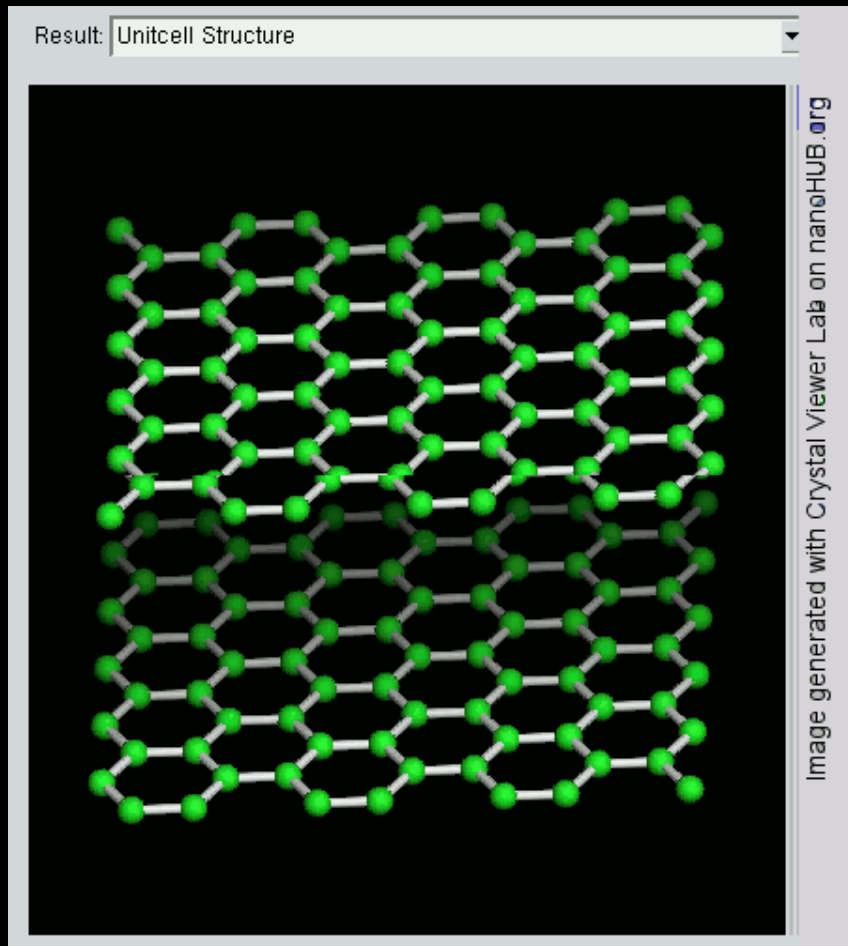 Result: Unitcell Structure
Image generated with Crystal Viewer Lab on nanoHUB.org